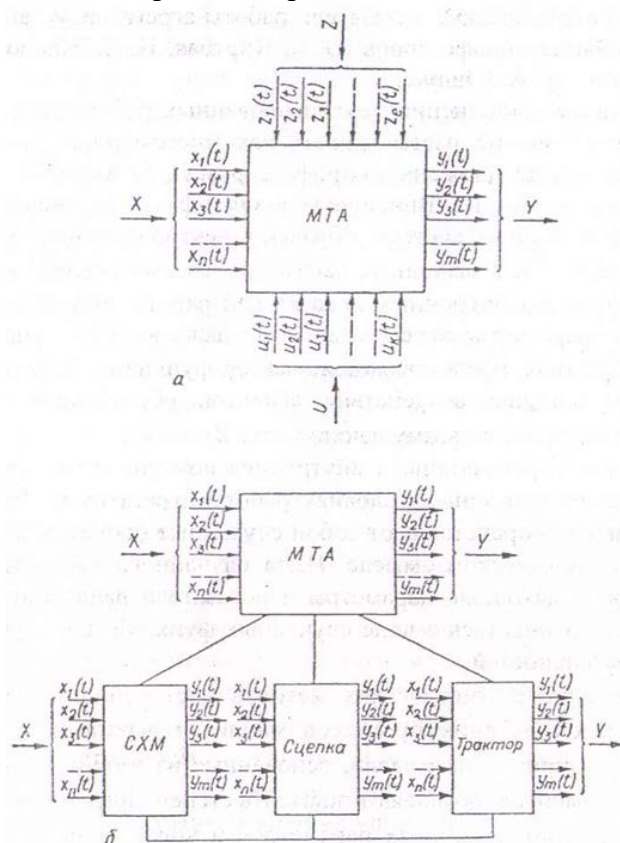 Z
z₁(t)
z₂(t)
z₃(t)
x₁(t)
x₂(t)
x₃(t)
xₙ(t)
X
МТА
y₁(t)
y₂(t)
y₃(t)
yₘ(t)
Y
u₁(t)
u₂(t)
u₃(t)
U
а
x₁(t)
x₂(t)
x₃(t)
xₙ(t)
X
МТА
y₁(t)
y₂(t)
y₃(t)
yₘ(t)
Y
x₁(t)
x₂(t)
x₃(t)
xₙ(t)
X
СХМ
y₁(t)
y₂(t)
y₃(t)
yₘ(t)
x₁(t)
x₂(t)
x₃(t)
xₙ(t)
Сцепка
y₁(t)
y₂(t)
y₃(t)
yₘ(t)
x₁(t)
x₂(t)
x₃(t)
xₙ(t)
Трактор
y₁(t)
y₂(t)
y₃(t)
yₘ(t)
Y
б